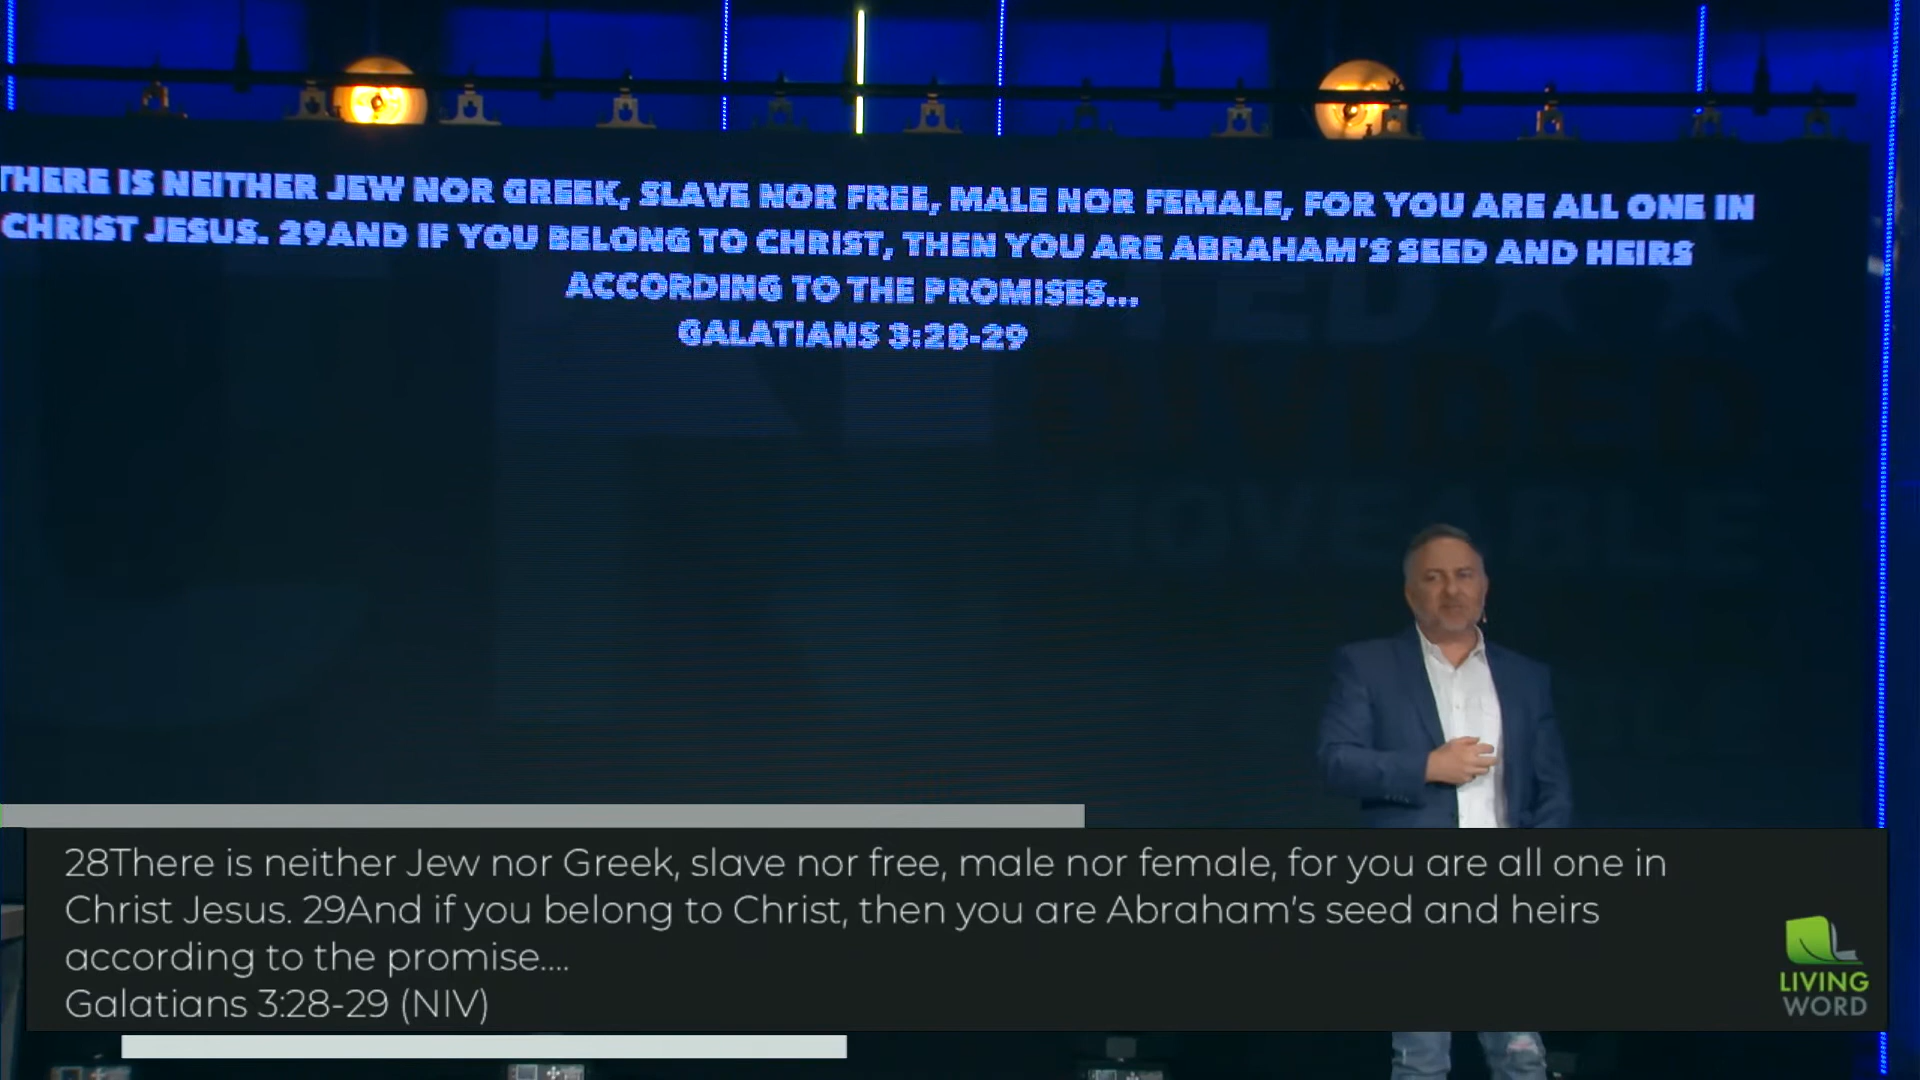 THERE IS NEITHER JEW NOR GREEK, SLAVE NOR FREE, MALE NOR FEMALE, FOR YOU ARE ALL ONE IN
CHRIST JESUS. 29AND IF YOU BELONG TO CHRIST, THEN YOU ARE ABRAHAM'S SEED AND HEIRS
ACCORDING TO THE PROMISES...
GALATIANS 3:28-29
28There is neither Jew nor Greek, slave nor free, male nor female, for you are all one in
Christ Jesus. 29And if you belong to Christ, then you are Abraham's seed and heirs
according to the promise....
Galatians 3:28-29 (NIV)
LIVING
WORD